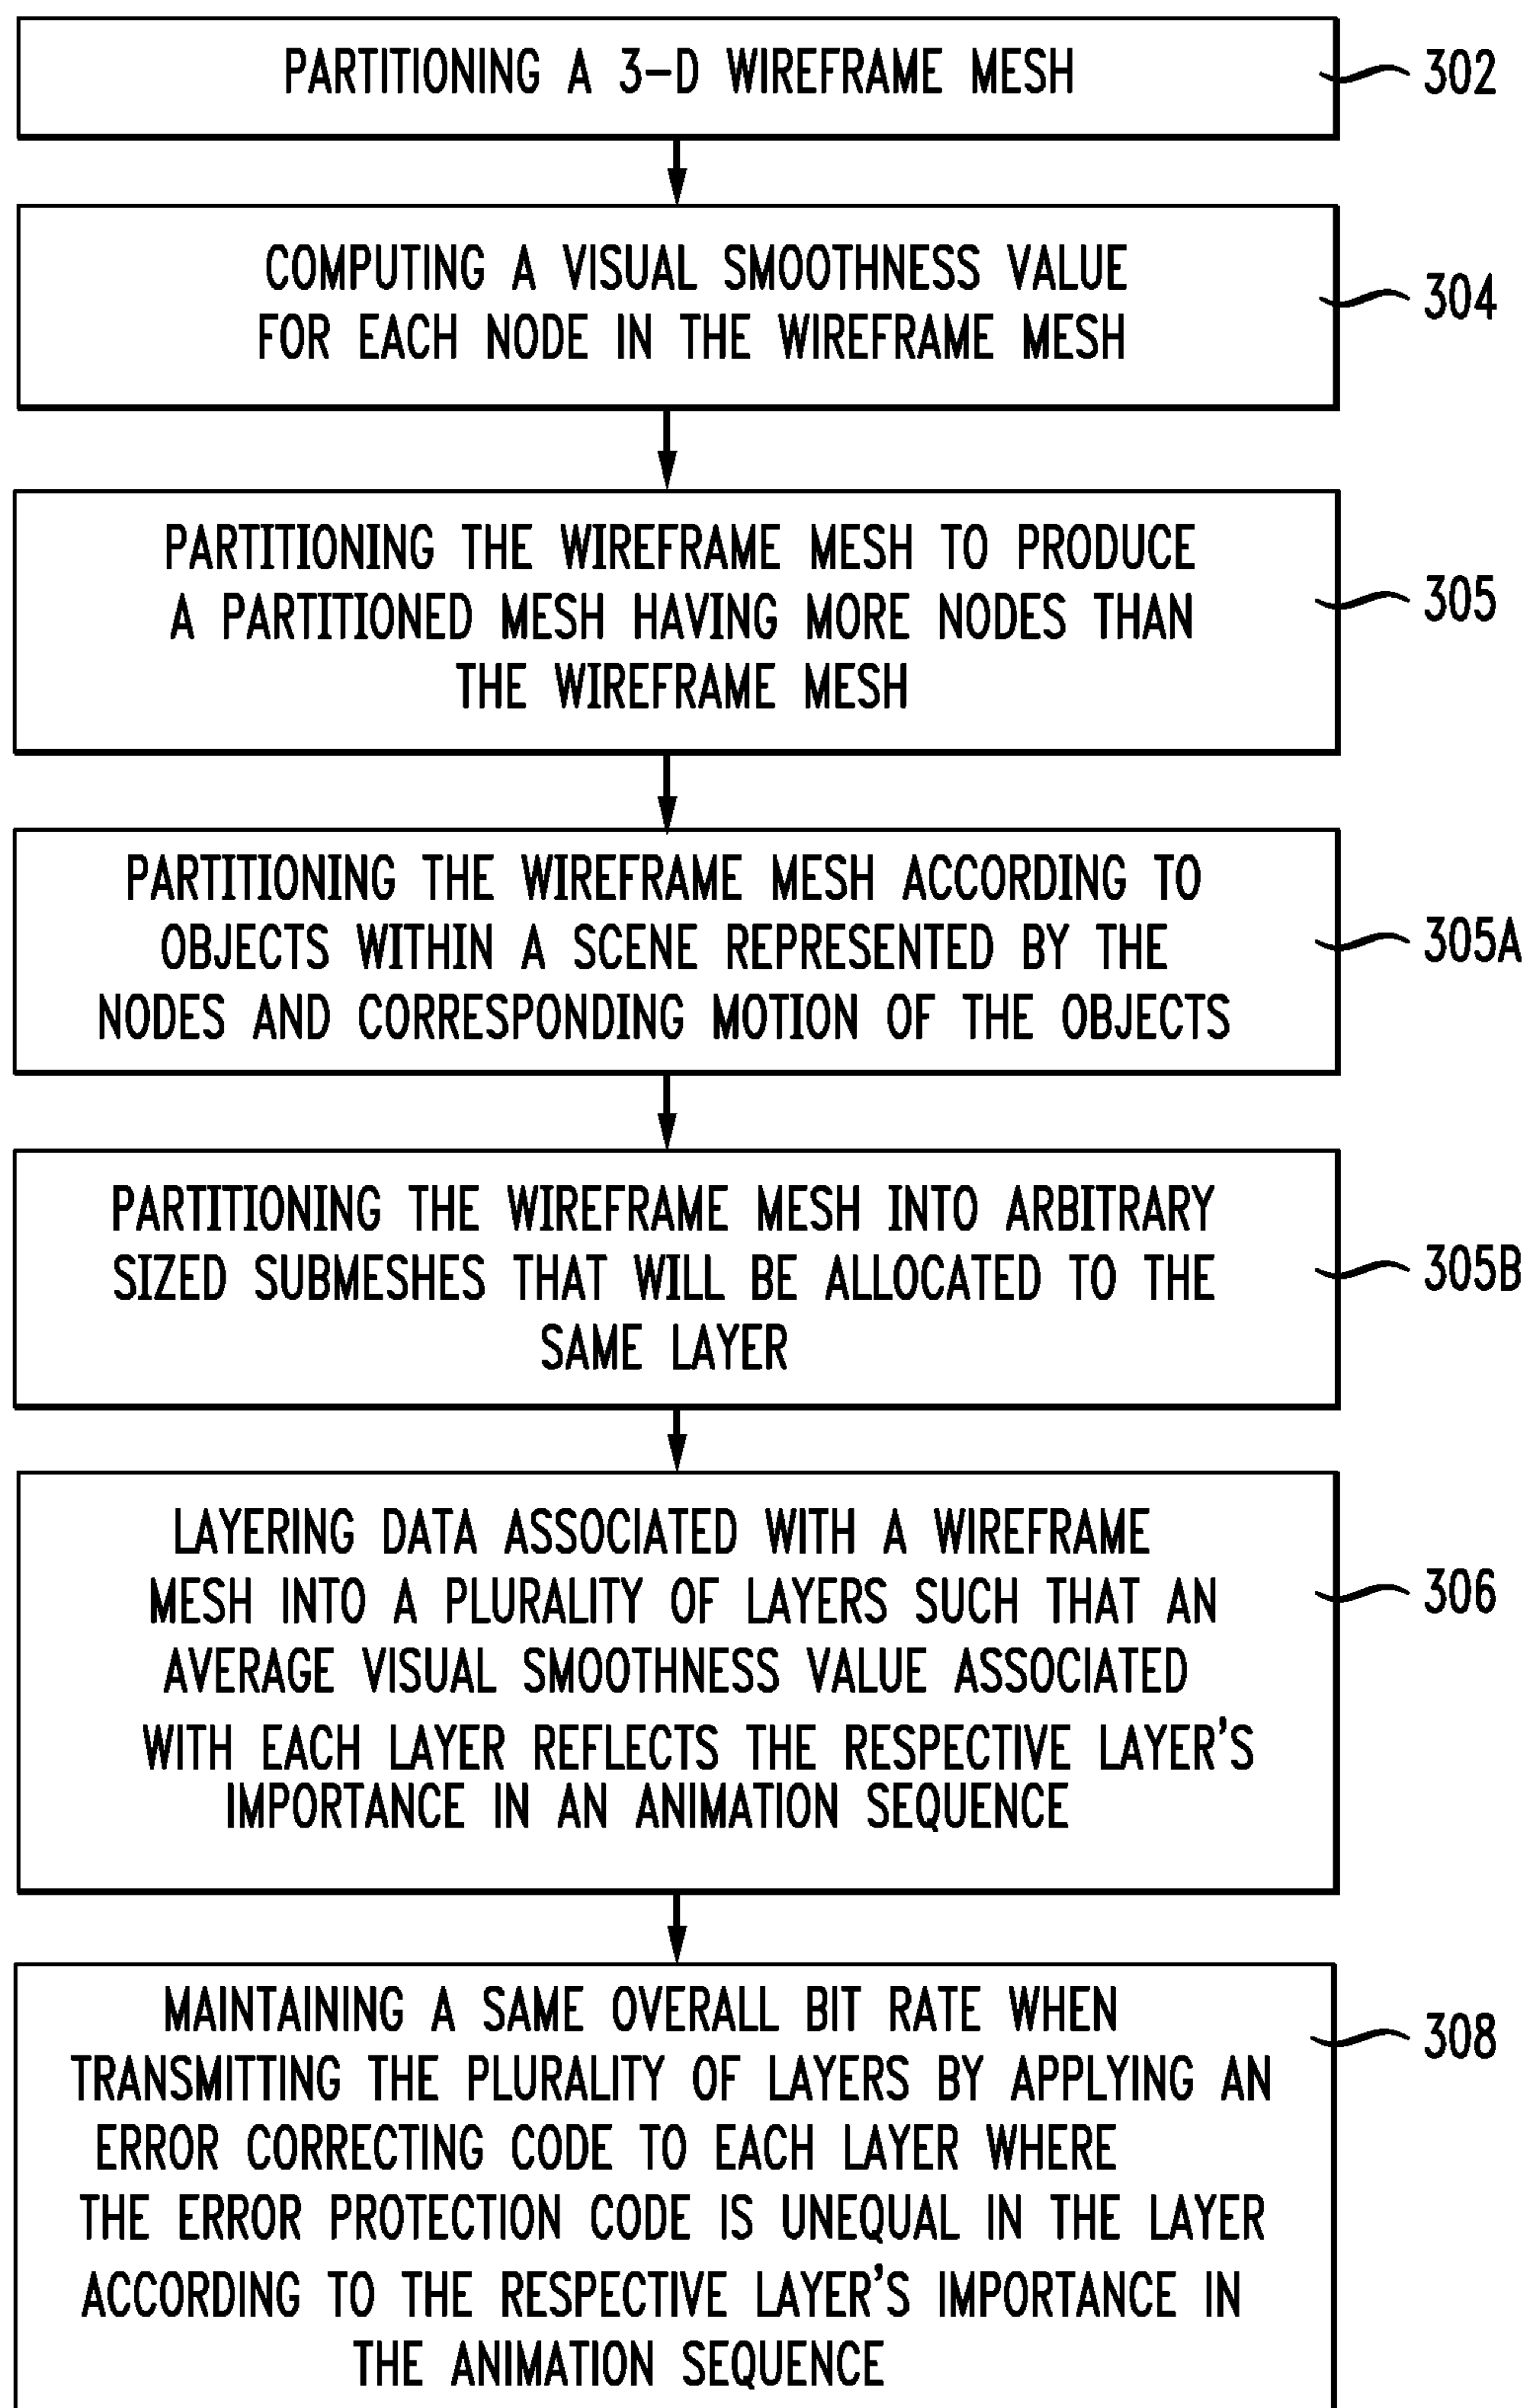 PARTITIONING A 3-D WIREFRAME MESH
302
COMPUTING A VISUAL SMOOTHNESS VALUE
FOR EACH NODE IN THE WIREFRAME MESH
304
PARTITIONING THE WIREFRAME MESH TO PRODUCE
A PARTITIONED MESH HAVING MORE NODES THAN
THE WIREFRAME MESH
305
PARTITIONING THE WIREFRAME MESH ACCORDING TO
OBJECTS WITHIN A SCENE REPRESENTED BY THE
NODES AND CORRESPONDING MOTION OF THE OBJECTS
305A
PARTITIONING THE WIREFRAME MESH INTO ARBITRARY
SIZED SUBMESHES THAT WILL BE ALLOCATED TO THE
SAME LAYER
305B
LAYERING DATA ASSOCIATED WITH A WIREFRAME
MESH INTO A PLURALITY OF LAYERS SUCH THAT AN
AVERAGE VISUAL SMOOTHNESS VALUE ASSOCIATED
WITH EACH LAYER REFLECTS THE RESPECTIVE LAYER'S
IMPORTANCE IN AN ANIMATION SEQUENCE
306
MAINTAINING A SAME OVERALL BIT RATE WHEN
TRANSMITTING THE PLURALITY OF LAYERS BY APPLYING AN
ERROR CORRECTING CODE TO EACH LAYER WHERE
THE ERROR PROTECTION CODE IS UNEQUAL IN THE LAYER
ACCORDING TO THE RESPECTIVE LAYER'S IMPORTANCE IN
THE ANIMATION SEQUENCE
308